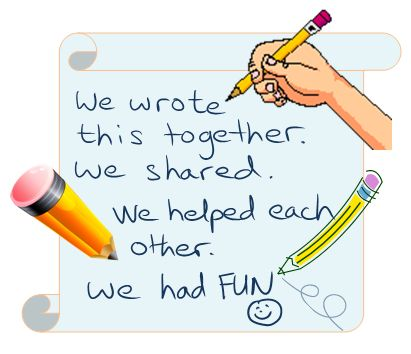 We wrote
this together.
We shared.
We helped each
other.
We had FUN